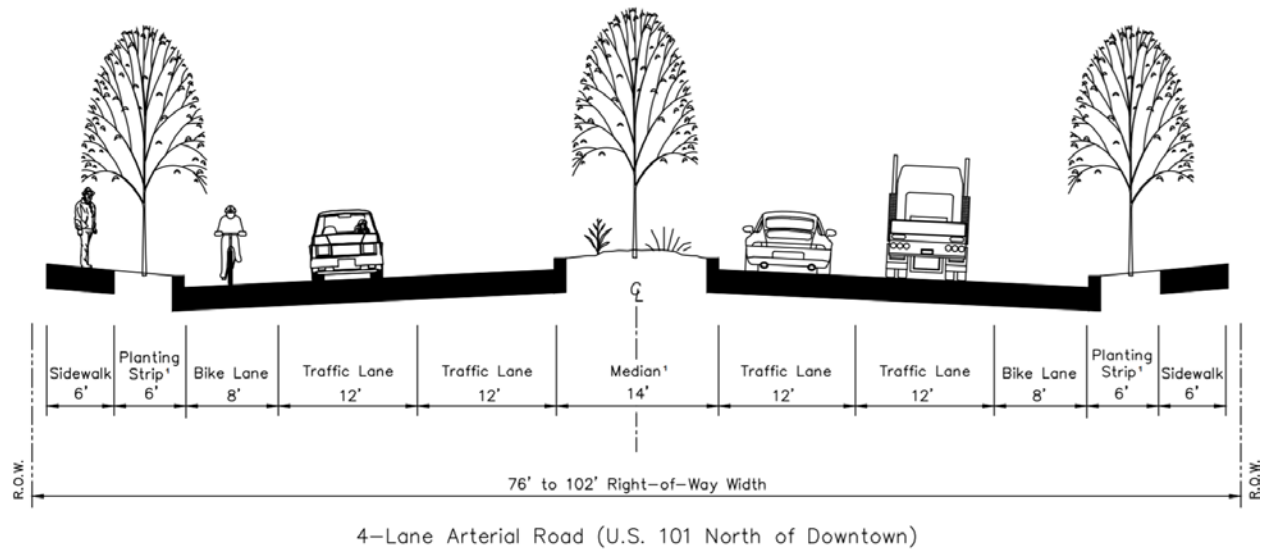 ℄
Sidewalk
6'
Planting
Strip¹
6'
Bike Lane
8'
Traffic Lane
12'
Traffic Lane
12'
Median¹
14'
Traffic Lane
12'
Traffic Lane
12'
Bike Lane
8'
Planting
Strip¹
6'
Sidewalk
6'
R.O.W.
76' to 102' Right-of-Way Width
R.O.W.
4-Lane Arterial Road (U.S. 101 North of Downtown)